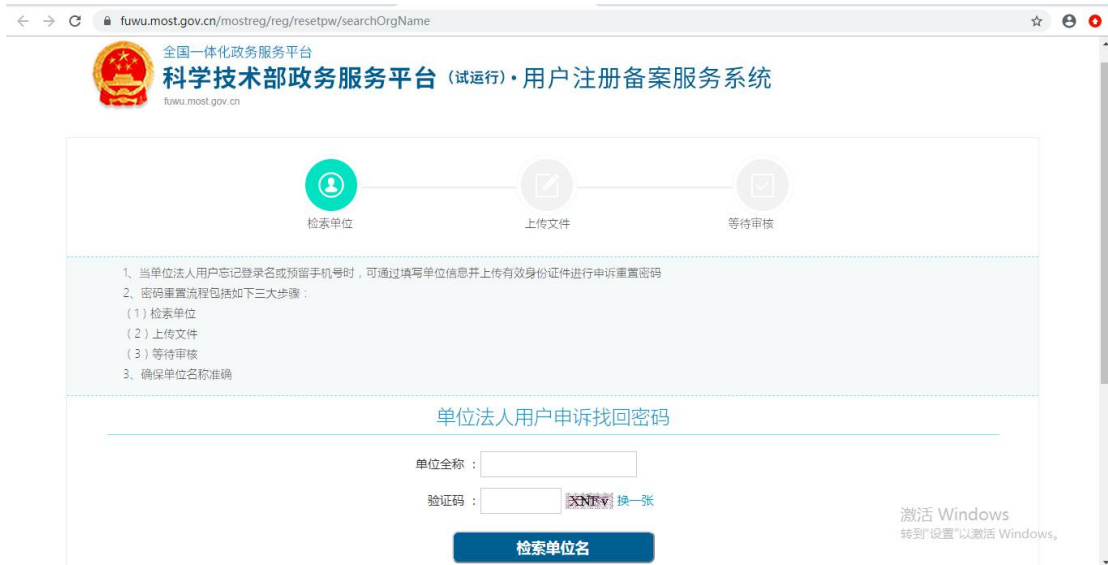 fuwu.most.gov.cn/mostreg/reg/resetpw/searchOrgName
全国一体化政务服务平台
科学技术部政务服务平台（试运行）·用户注册备案服务系统
fuwu.most.gov.cn
检索单位
上传文件
等待审核
1、当单位法人用户忘记登录名或预留手机号时，可通过填写单位信息并上传有效身份证件进行申诉重置密码
2、密码重置流程包括如下三大步骤：
（1）检索单位
（2）上传文件
（3）等待审核
3、确保单位名称准确
单位法人用户申诉找回密码
单位全称 ：
验证码 ： XNFv 换一张
检索单位名
激活 Windows
转到"设置"以激活 Windows。